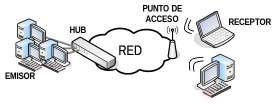 HUB
PUNTO DE
ACCESO
RECEPTOR
RED
EMISOR